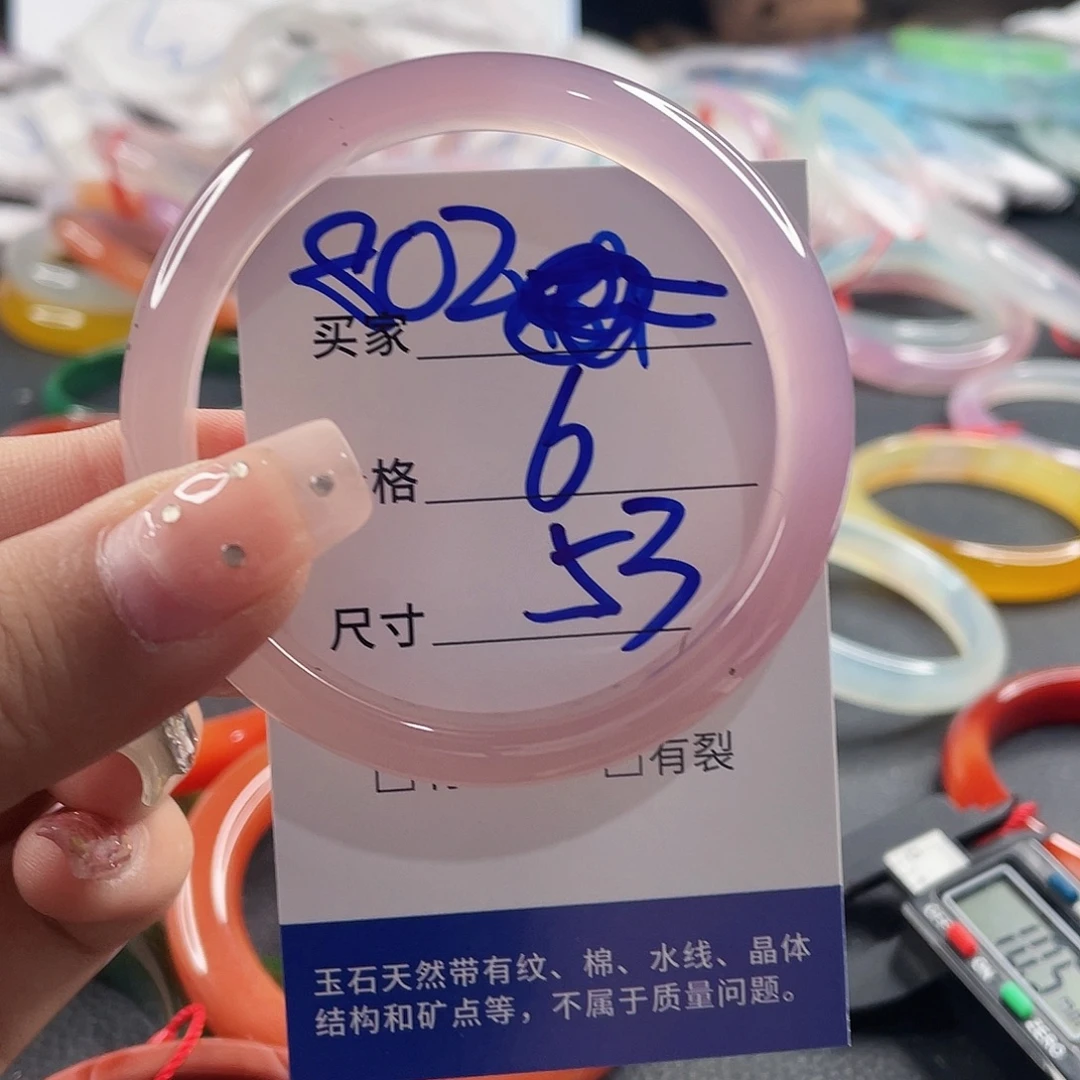 802
买家
6
格
53
尺寸
有裂
玉石天然带有纹、棉、水线、晶体
结构和矿点等，不属于质量问题。
ZERO